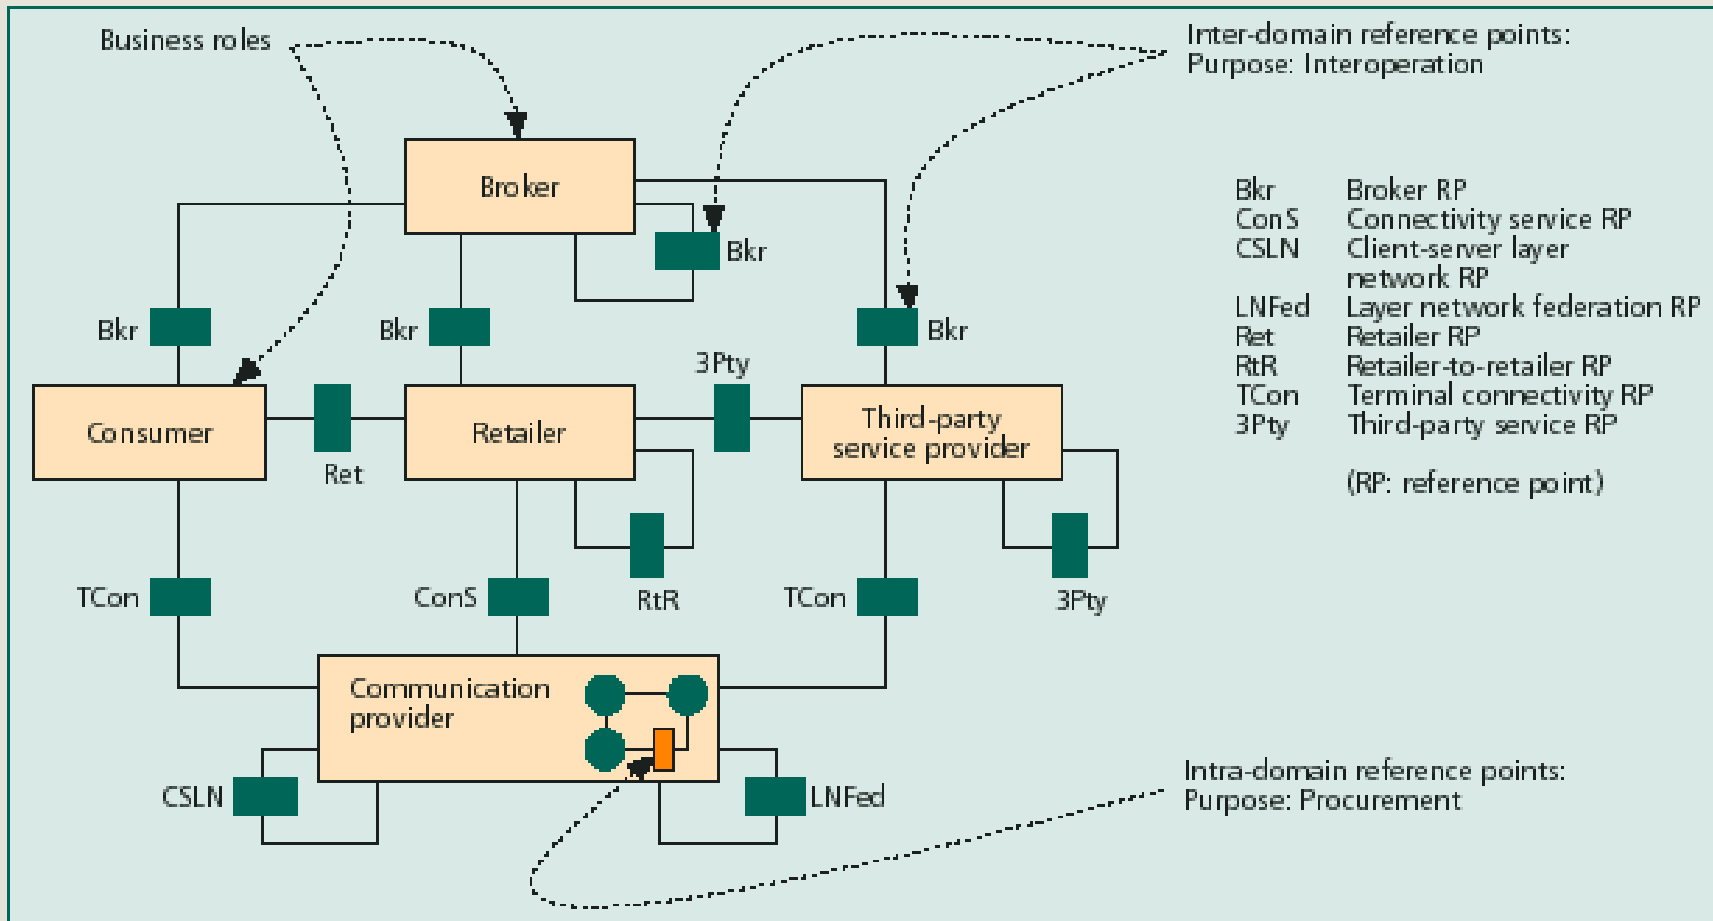 Business roles
Inter-domain reference points:
Purpose: Interoperation
Broker
Bkr
Bkr
Bkr
Bkr
3Pty
Consumer
Ret
Retailer
Third-party
service provider
TCon
ConS
RtR
TCon
3Pty
Communication
provider
CSLN
LNFed
Bkr Broker RP
ConS Connectivity service RP
CSLN Client-server layer
network RP
LNFed Layer network federation RP
Ret Retailer RP
RtR Retailer-to-retailer RP
TCon Terminal connectivity RP
3Pty Third-party service RP
(RP: reference point)
Intra-domain reference points:
Purpose: Procurement